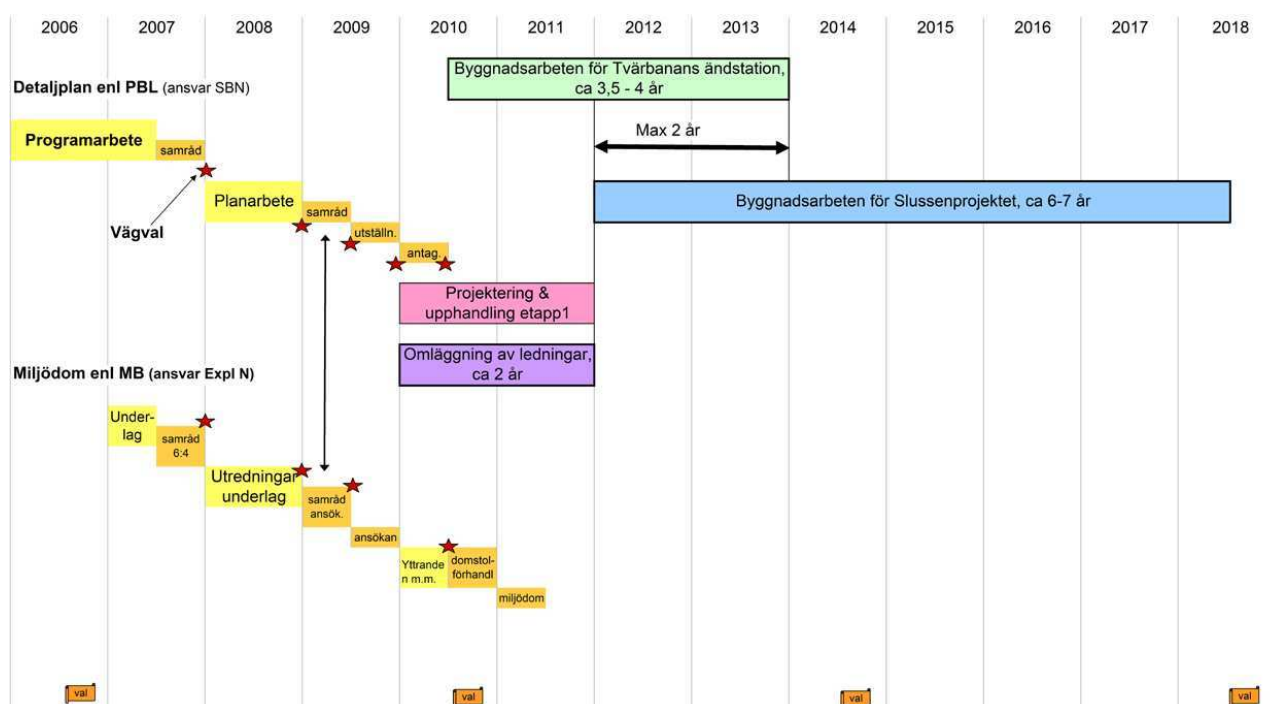 2006 2007 2008 2009 2010 2011 2012 2013 2014 2015 2016 2017 2018
Byggnadsarbeten för Tvärbanans ändstation,
ca 3,5 - 4 år
Detaljplan enl PBL (ansvar SBN)
Programarbete
samråd
Max 2 år
Vägval
Planarbete
samråd
utställn.
antag.
Byggnadsarbeten för Slussenprojektet, ca 6-7 år
Projektering &
upphandling etapp1
Omläggning av ledningar,
ca 2 år
Miljödom enl MB (ansvar Expl N)
Under-
lag
samråd
6:4
Utredningar
underlag
samråd
ansök.
ansökan
Yttrande
n m.m.
domstol-
förhandl
miljödom
val
val
val
val